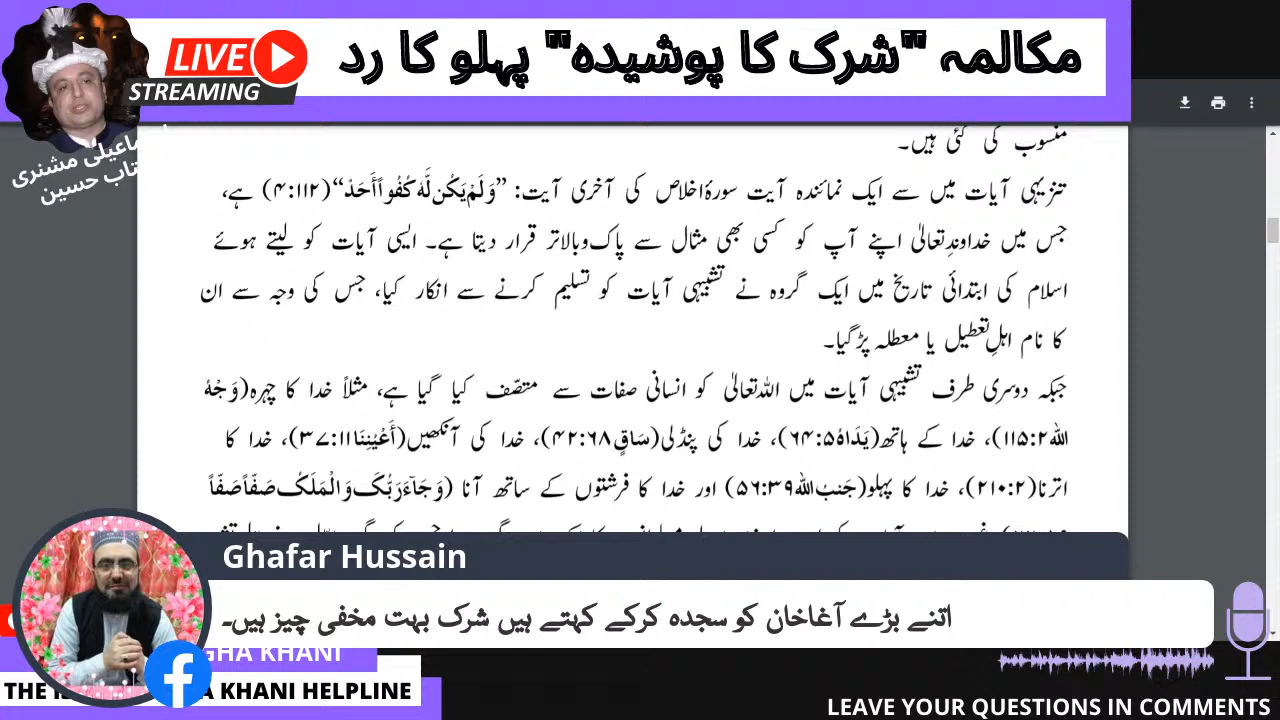 LIVE
STREAMING
مکالمہ "شرک کا پوشیدہ" پہلو کا رد
مشنری
حسین
منسوب کی گئی ہیں۔
تنزیہی آیات میں سے ایک نمائندہ آیت سورۂ اخلاص کی آخری آیت: ”وَلَمْ یَکُن لَّهُ کُفُواً أَحَدٌ“ (۴:۱۱۲) ہے،
جس میں خداوندِ تعالیٰ اپنے آپ کو کسی بھی مثال سے پاک و بالاتر قرار دیتا ہے۔ ایسی آیات کو لیتے ہوئے
اسلام کی ابتدائی تاریخ میں ایک گروہ نے تشبیہی آیات کو تسلیم کرنے سے انکار کیا، جس کی وجہ سے ان
کا نام اہلِ تعطیل یا معطلہ پڑ گیا۔
جبکہ دوسری طرف تشبیہی آیات میں اللہ تعالیٰ کو انسانی صفات سے متصّف کیا گیا ہے، مثلاً خدا کا چہرہ (وَجْهُ
الله ۱۱۵:۲)، خدا کے ہاتھ (یَدَاهُ ۶۴:۵)، خدا کی پنڈلی (سَاقٍ ۴۲:۶۸)، خدا کی آنکھیں (أَعْیُنِنَا ۳۷:۱۱)، خدا کا
اترنا (۲۱۰:۲)، خدا کا پہلو (جَنبُ الله ۵۶:۳۹) اور خدا کا فرشتوں کے ساتھ آنا (وَجَآءَ رَبُّکَ وَالْمَلَکُ صَفّاً صَفّاً
Ghafar Hussain
اتنے بڑے آغاخان کو سجدہ کرکے کہتے ہیں شرک بہت مخفی چیز ہیں۔
GHA KHANI
THE A KHANI HELPLINE
LEAVE YOUR QUESTIONS IN COMMENTS